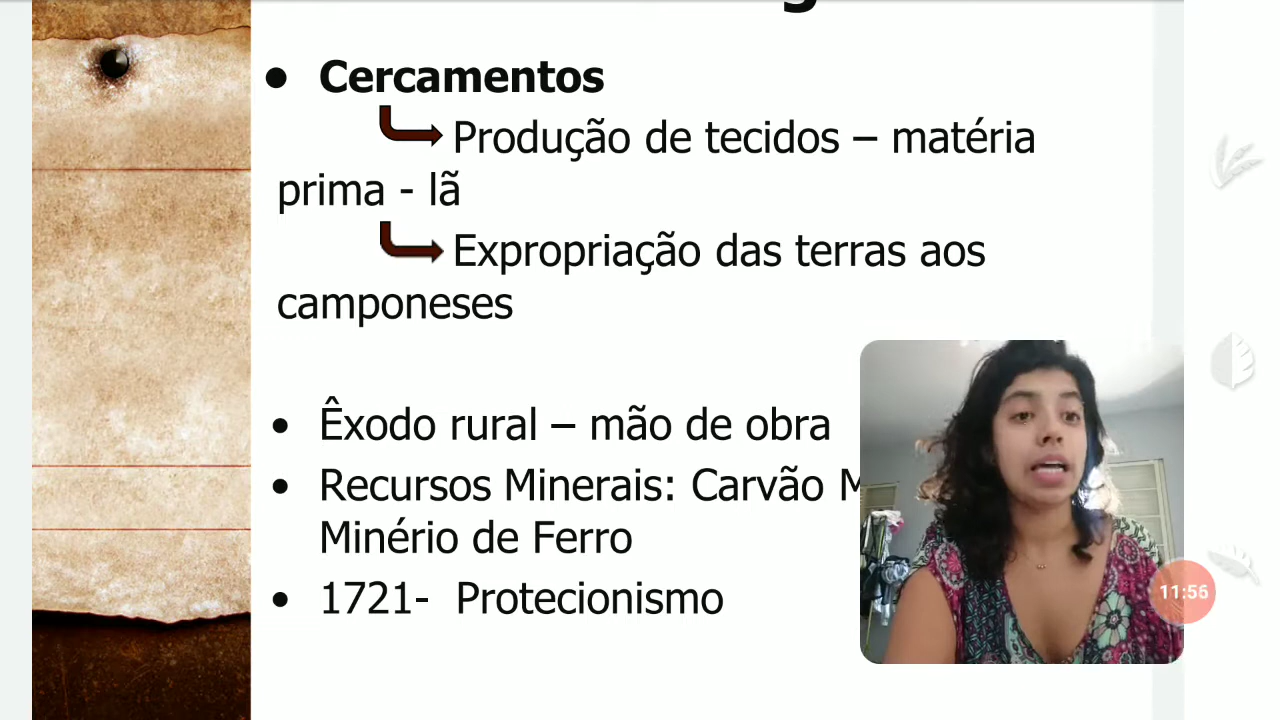 Cercamentos
Produção de tecidos – matéria
prima - lã
Expropriação das terras aos
camponeses
Êxodo rural – mão de obra
Recursos Minerais: Carvão
Minério de Ferro
1721- Protecionismo
11:56